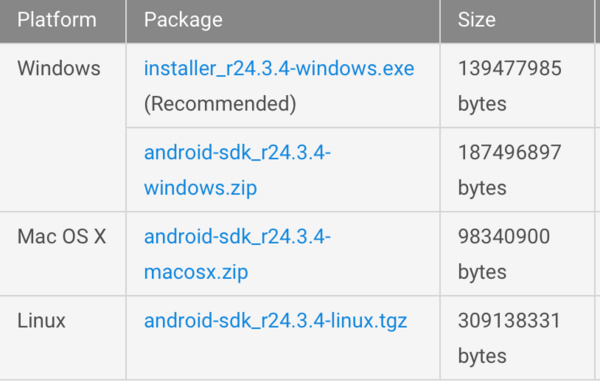 Platform Package Size
Windows installer_r24.3.4-windows.exe 139477985
(Recommended) bytes
android-sdk_r24.3.4- 187496897
windows.zip bytes
Mac OS X android-sdk_r24.3.4- 98340900
macosx.zip bytes
Linux android-sdk_r24.3.4-linux.tgz 309138331
bytes